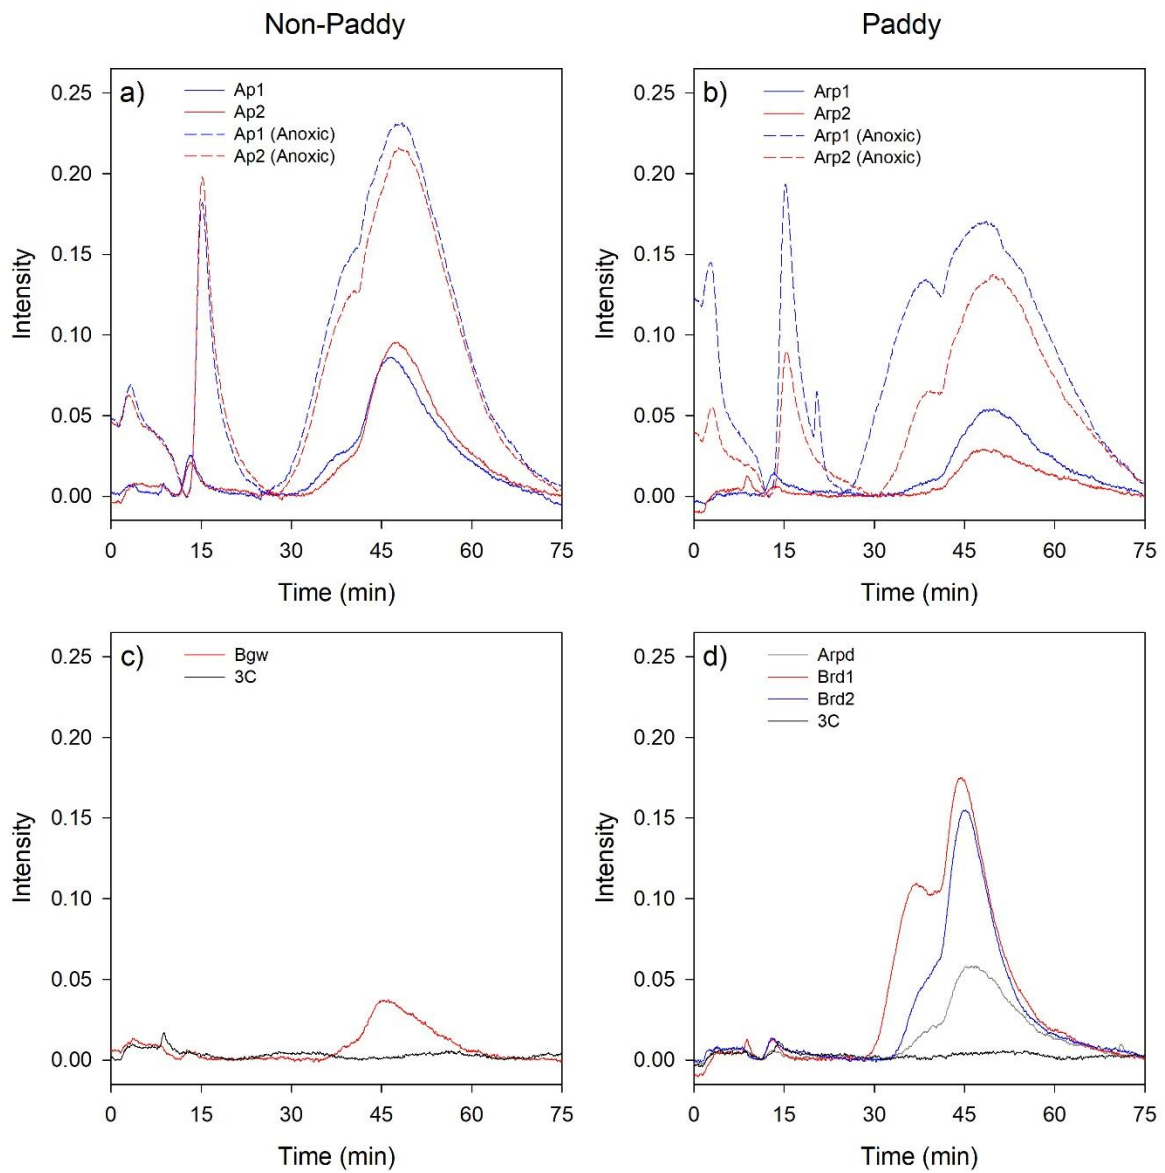 Non-Paddy
Paddy
a)
Ap1
Ap2
Ap1 (Anoxic)
Ap2 (Anoxic)
0.25
0.20
0.15
0.10
0.05
0.00
Intensity
0 15 30 45 60 75
Time (min)
b)
Arp1
Arp2
Arp1 (Anoxic)
Arp2 (Anoxic)
0.25
0.20
0.15
0.10
0.05
0.00
Intensity
0 15 30 45 60 75
Time (min)
c)
Bgw
3C
0.25
0.20
0.15
0.10
0.05
0.00
Intensity
0 15 30 45 60 75
Time (min)
d)
Arpd
Brd1
Brd2
3C
0.25
0.20
0.15
0.10
0.05
0.00
Intensity
0 15 30 45 60 75
Time (min)